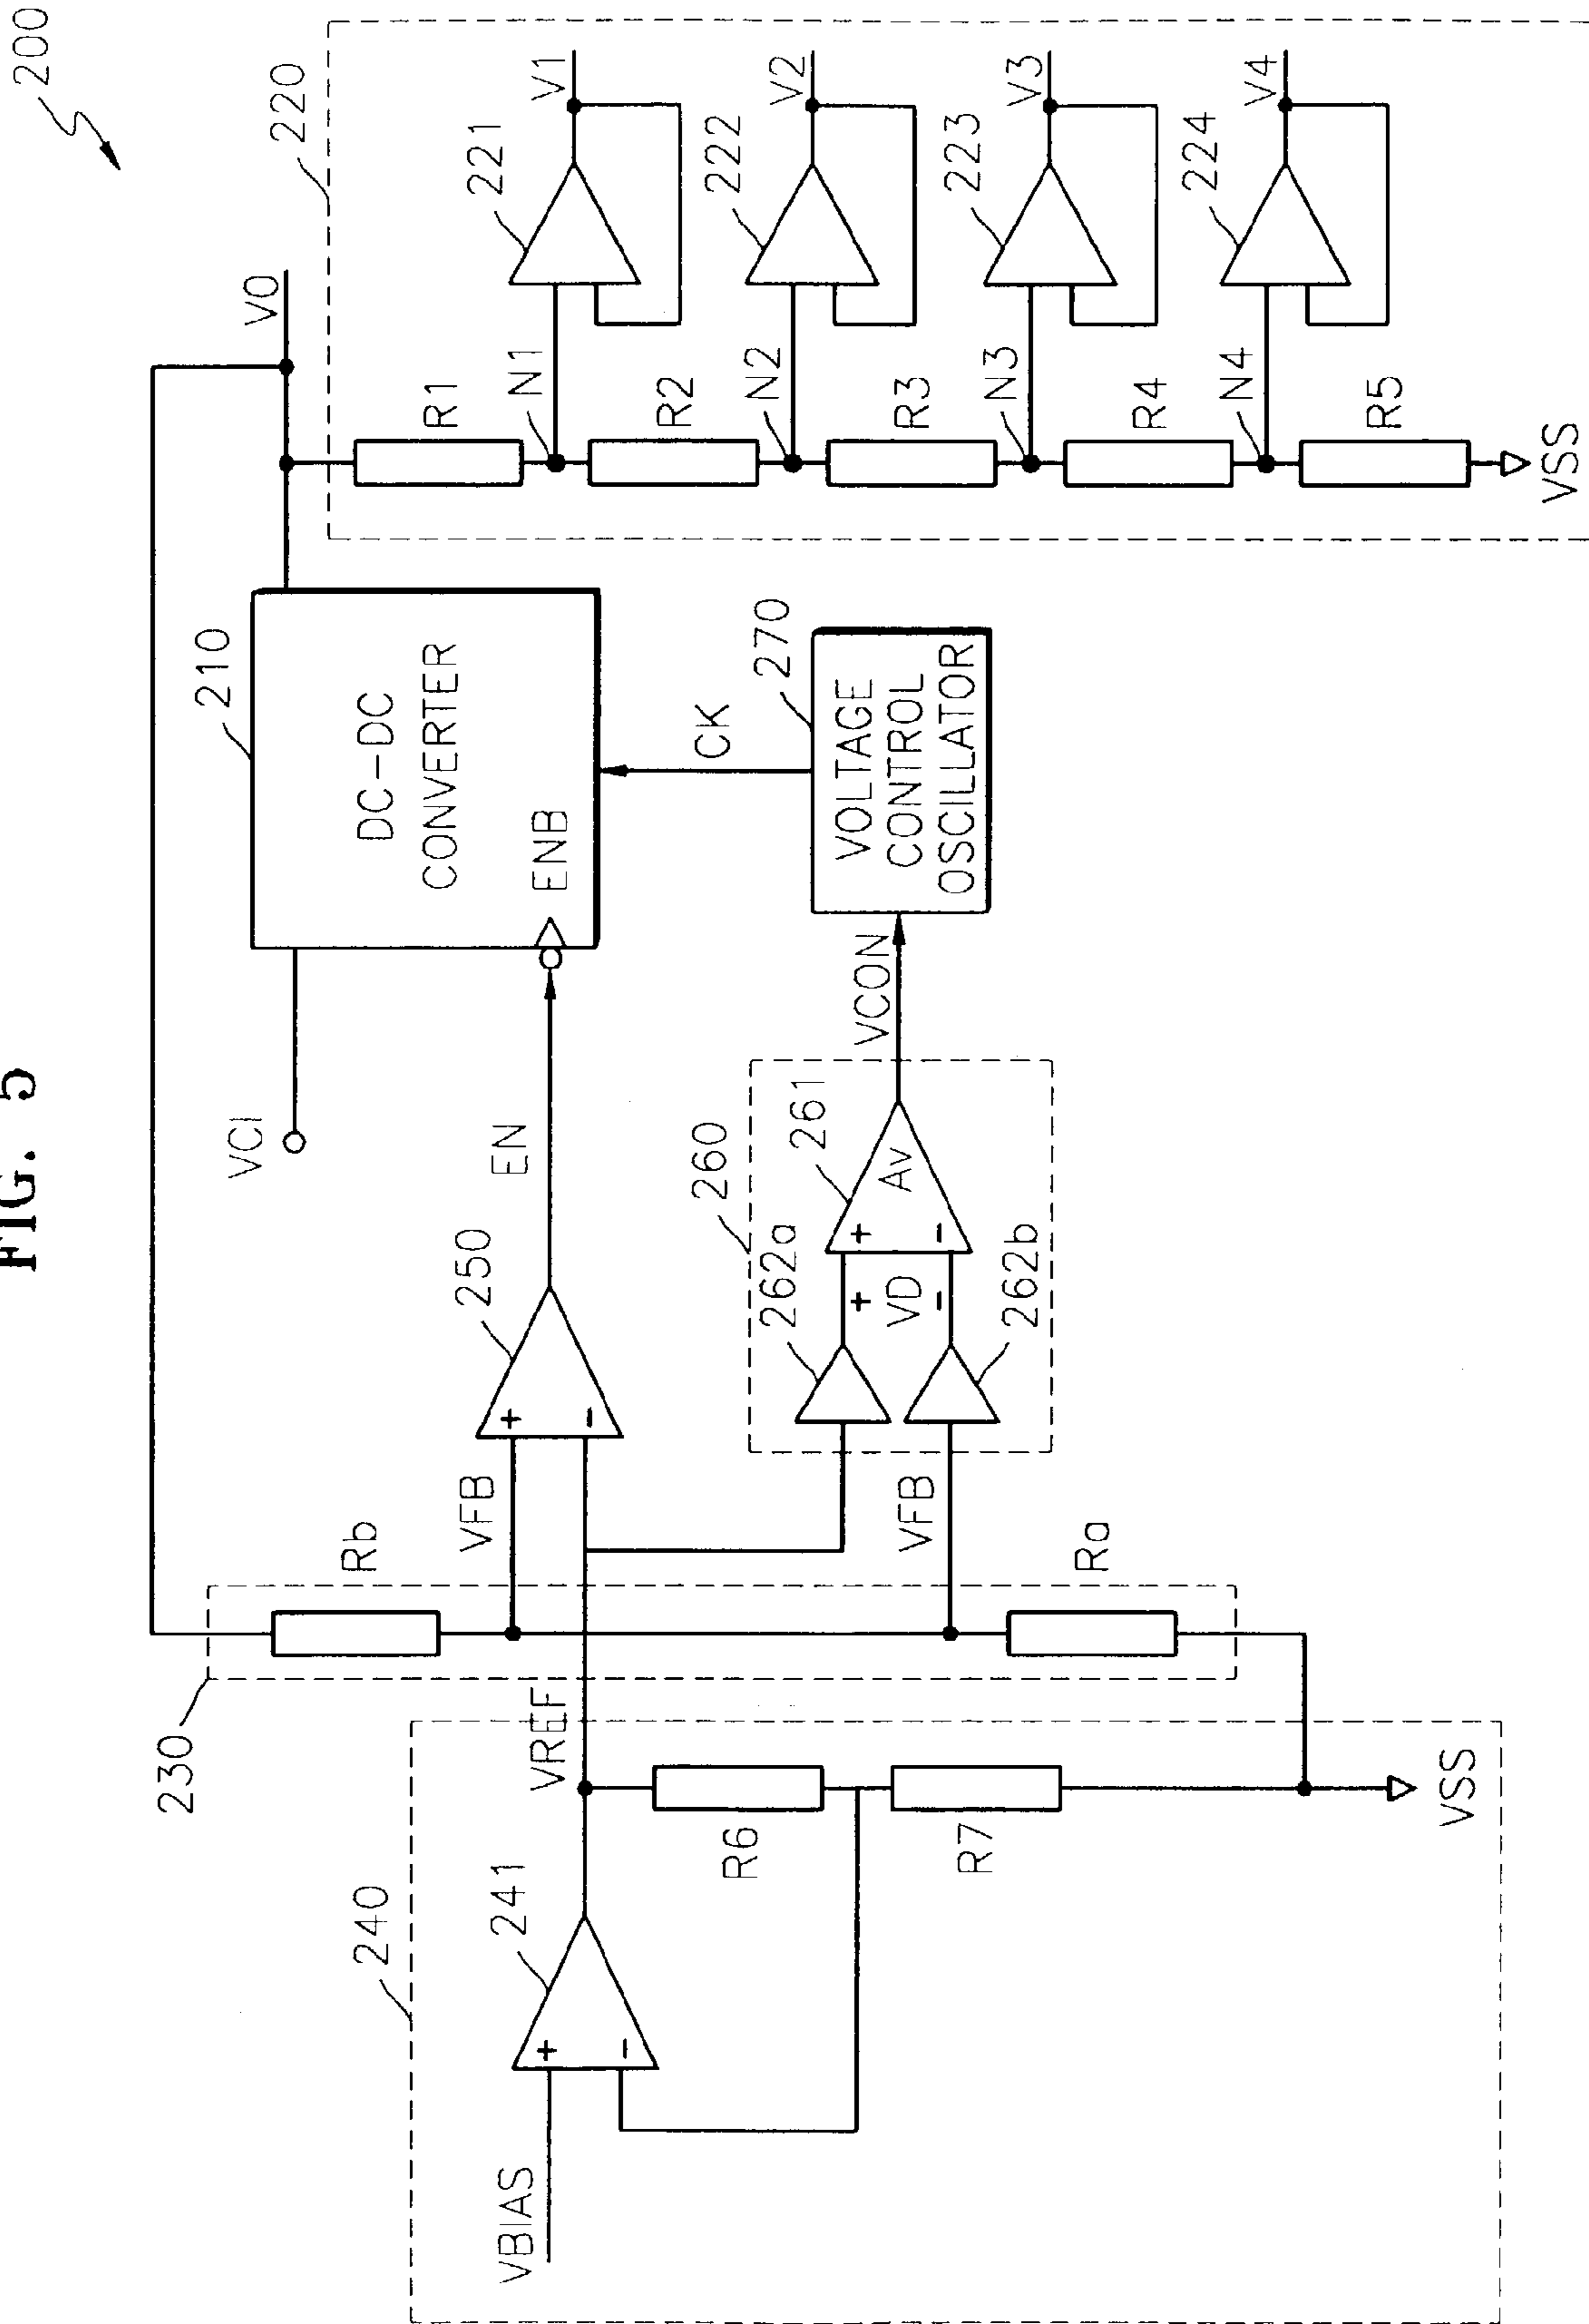 FIG. 5
200
VCI
210
DC-DC
CONVERTER
ENB
V0
220
R1
N1
221
V1
R2
N2
222
V2
R3
N3
223
V3
R4
N4
224
V4
R5
VSS
230
Rb
VFB
+
-
250
EN
CK
270
VOLTAGE
CONTROL
OSCILLATOR
240
VBIAS
+
-
241
VREF
R6
R7
VSS
VFB
Ra
260
262a
+
VD
-
262b
+
-
Av
261
VCON